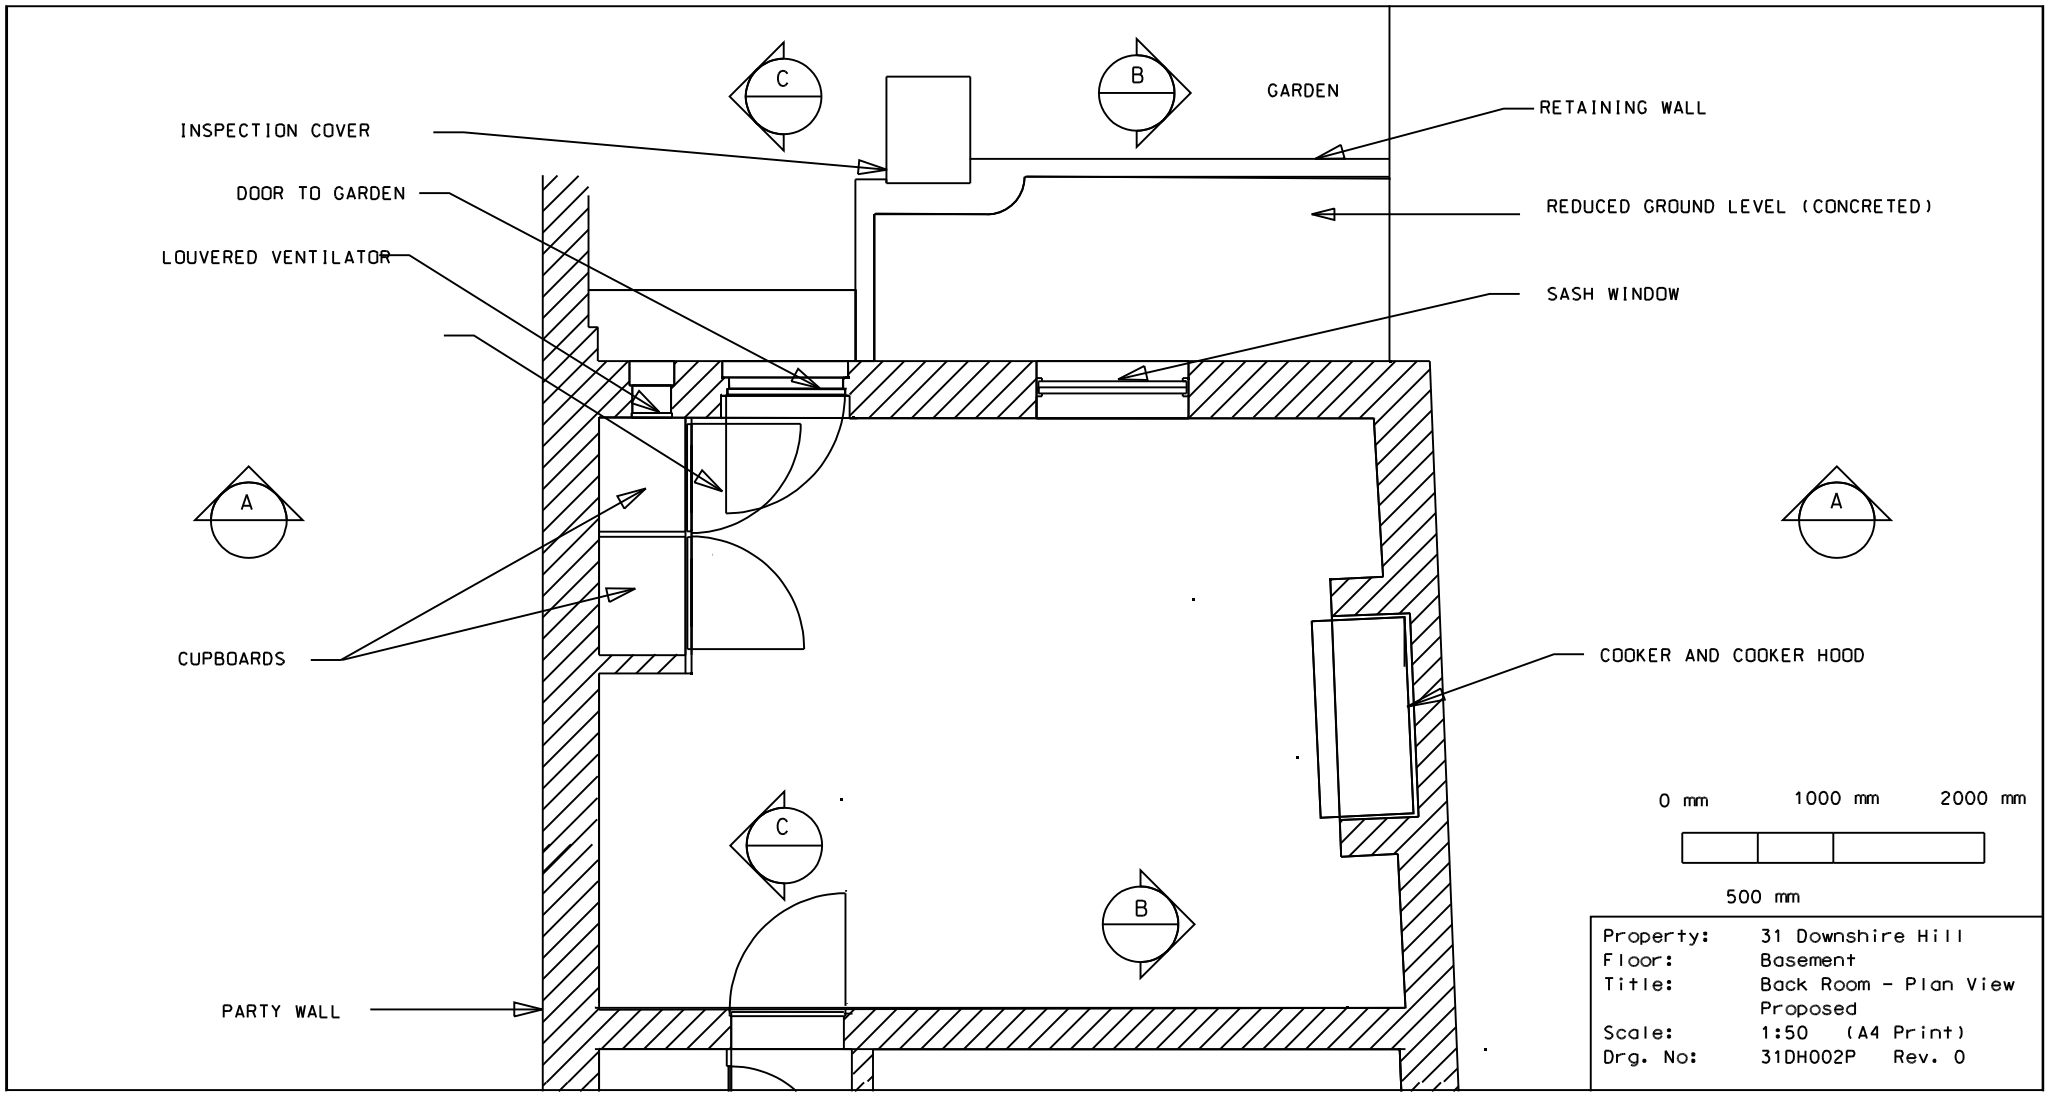 C
B
GARDEN
RETAINING WALL
INSPECTION COVER
DOOR TO GARDEN
REDUCED GROUND LEVEL (CONCRETED)
LOUVERED VENTILATOR
SASH WINDOW
A
A
CUPBOARDS
COOKER AND COOKER HOOD
0 mm 1000 mm 2000 mm
C
500 mm
B
PARTY WALL
Property: 31 Downshire Hill
Floor: Basement
Title: Back Room - Plan View
Proposed
Scale: 1:50 (A4 Print)
Drg. No: 31DH002P Rev. 0